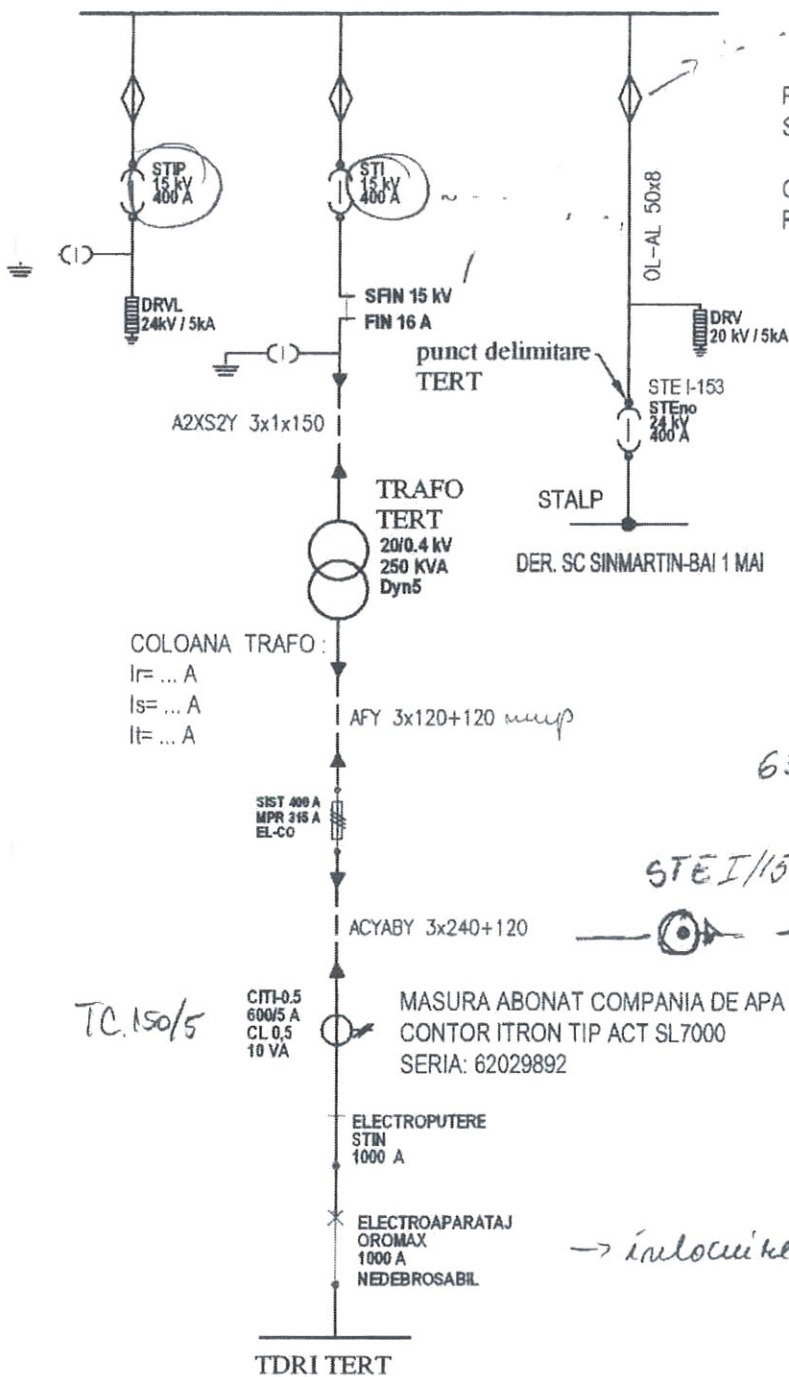 STIP
15 kV
400 A
STI
15 kV
400 A
OL-AL 50x8
DRVL
24kV / 5kA
SFIN 15 kV
FIN 16 A
DRV
20 kV / 5kA
punct delimitare
TERT
STE I-153
STEno
24 kV
400 A
A2XS2Y 3x1x150
STALP
DER. SC SINMARTIN-BAI 1 MAI
TRAFO
TERT
20/0.4 kV
250 KVA
Dyn5
COLOANA TRAFO :
Ir= ... A
Is= ... A
It= ... A
AFY 3x120+120
SIST 400 A
MPR 315 A
EL-CO
STE I/15
ACYABY 3x240+120
TC.150/5
CITI-0.5
600/5 A
CL 0,5
10 VA
MASURA ABONAT COMPANIA DE APA
CONTOR ITRON TIP ACT SL7000
SERIA: 62029892
ELECTROPUTERE
STIN
1000 A
ELECTROAPARATAJ
OROMAX
1000 A
NEDEBROSABIL
TDRI TERT